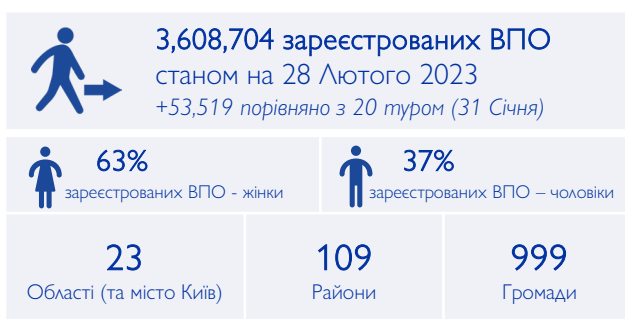 3,608,704 зареєстрованих ВПО
станом на 28 Лютого 2023
+53,519 порівняно з 20 туром (31 Січня)
63%
зареєстрованих ВПО - жінки
37%
зареєстрованих ВПО – чоловіки
23
Області (та місто Київ)
109
Райони
999
Громади